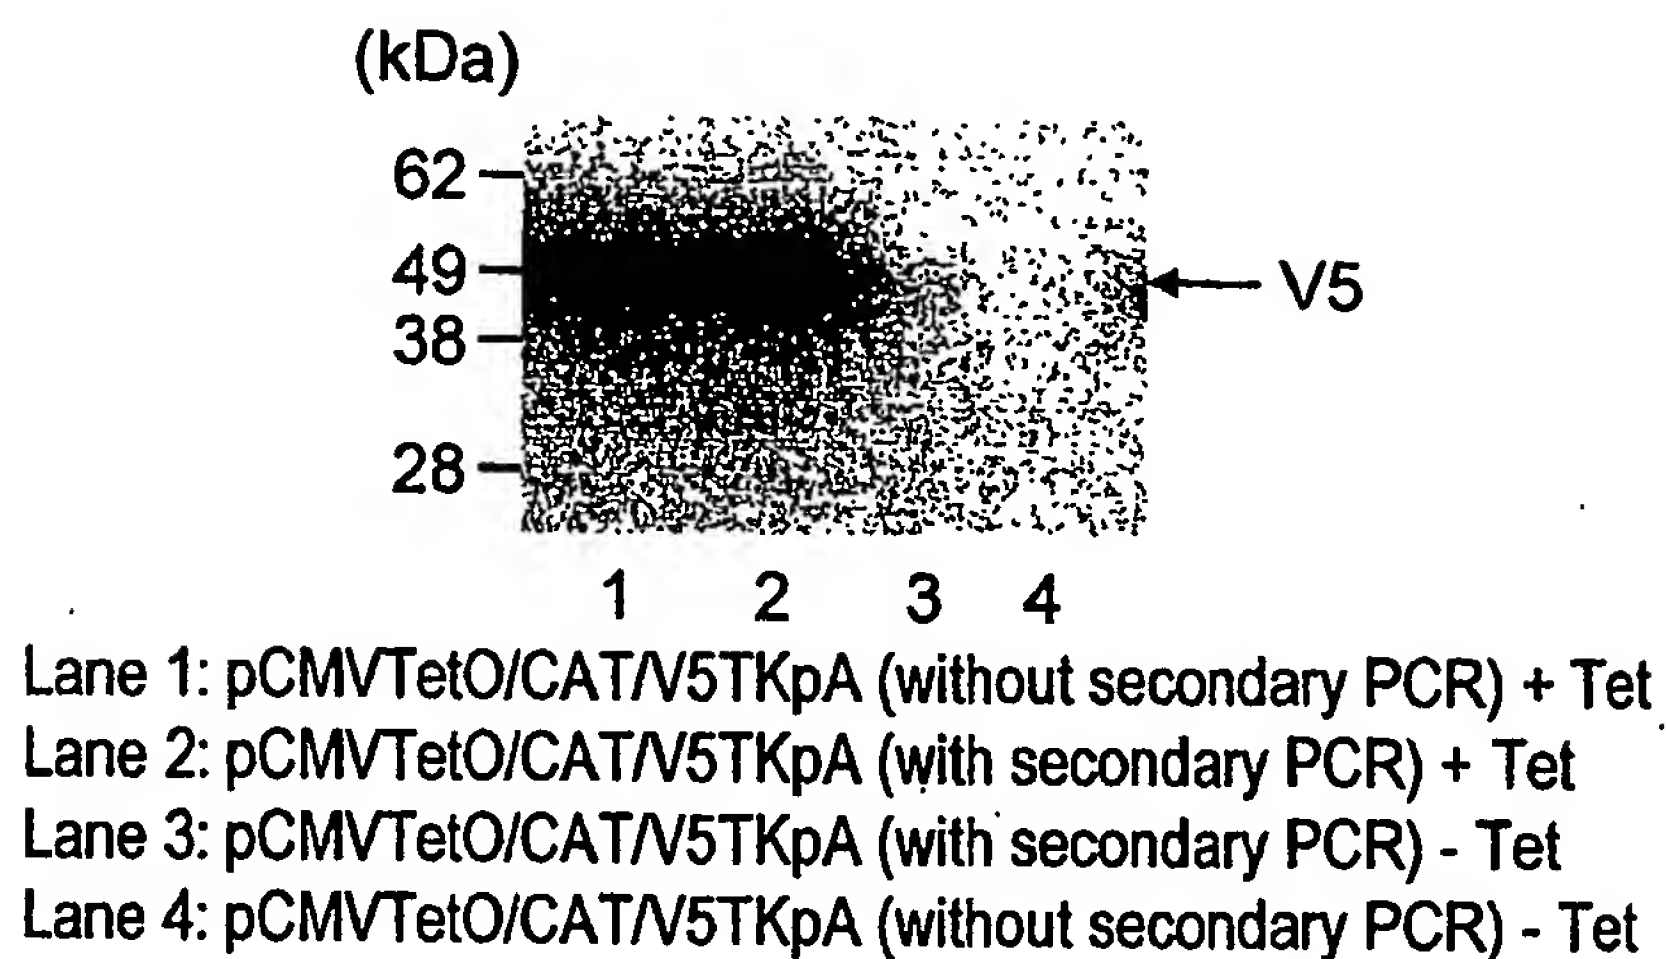 (kDa)
62
49
38
28
V5
1 2 3 4
Lane 1: pCMVTetO/CAT/V5TKpA (without secondary PCR) + Tet
Lane 2: pCMVTetO/CAT/V5TKpA (with secondary PCR) + Tet
Lane 3: pCMVTetO/CAT/V5TKpA (with secondary PCR) - Tet
Lane 4: pCMVTetO/CAT/V5TKpA (without secondary PCR) - Tet